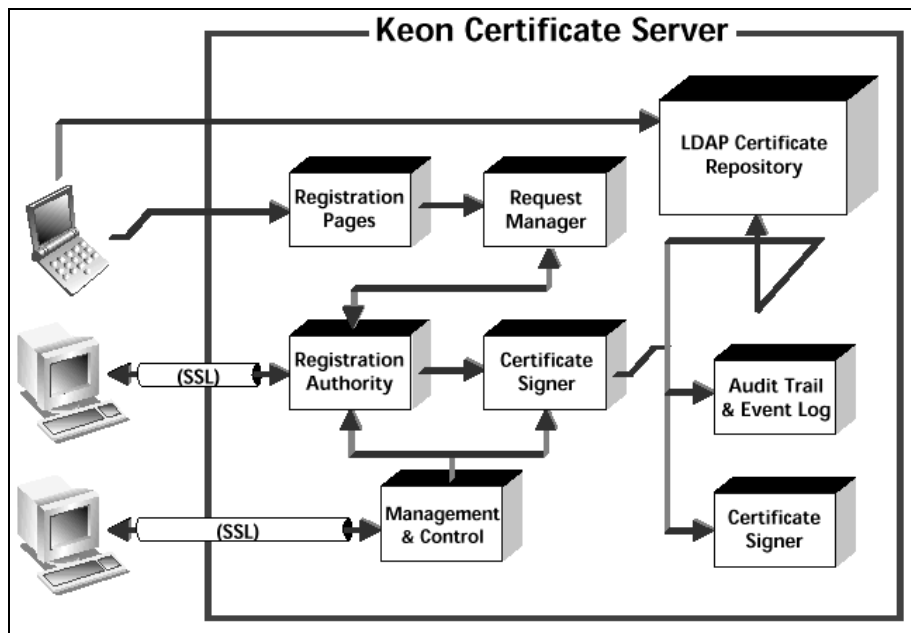 Keon Certificate Server
LDAP Certificate
Repository
Registration
Pages
Request
Manager
Registration
Authority
Certificate
Signer
(SSL)
Audit Trail
& Event Log
Management
& Control
(SSL)
Certificate
Signer